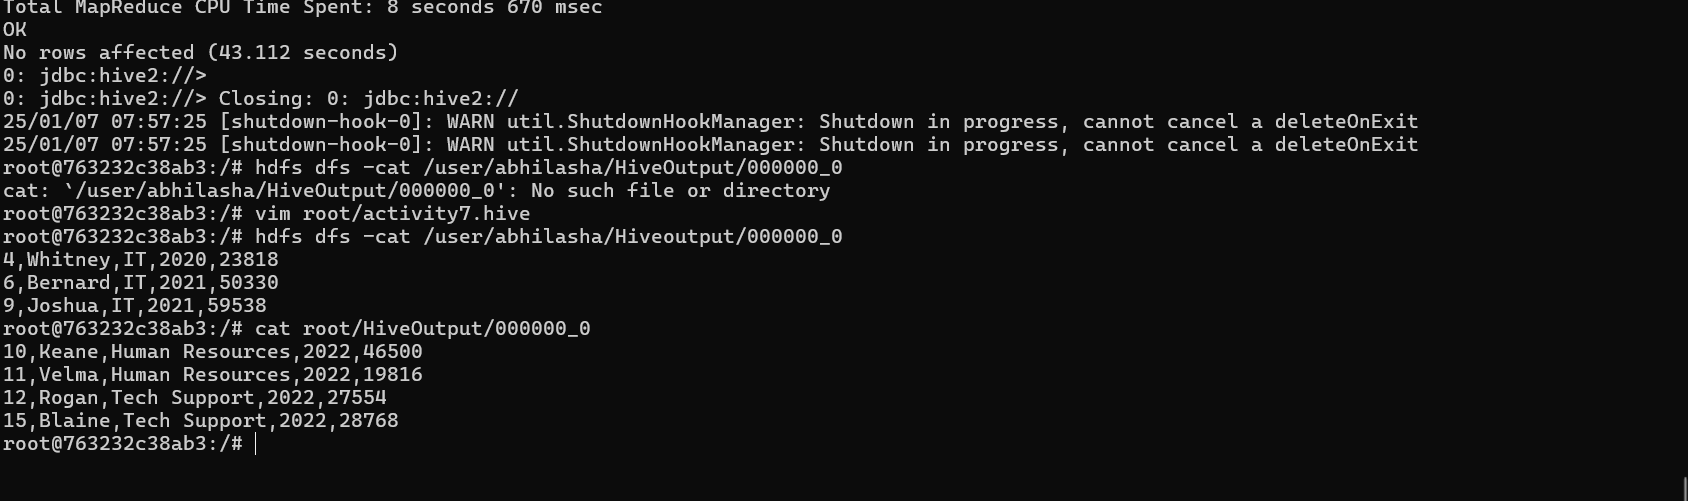 Total MapReduce CPU Time Spent: 8 seconds 670 msec
OK
No rows affected (43.112 seconds)
0: jdbc:hive2://>
0: jdbc:hive2://> Closing: 0: jdbc:hive2://
25/01/07 07:57:25 [shutdown-hook-0]: WARN util.ShutdownHookManager: Shutdown in progress, cannot cancel a deleteOnExit
25/01/07 07:57:25 [shutdown-hook-0]: WARN util.ShutdownHookManager: Shutdown in progress, cannot cancel a deleteOnExit
root@763232c38ab3:/# hdfs dfs -cat /user/abhilasha/HiveOutput/000000_0
cat: `/user/abhilasha/HiveOutput/000000_0': No such file or directory
root@763232c38ab3:/# vim root/activity7.hive
root@763232c38ab3:/# hdfs dfs -cat /user/abhilasha/Hiveoutput/000000_0
4,Whitney,IT,2020,23818
6,Bernard,IT,2021,50330
9,Joshua,IT,2021,59538
root@763232c38ab3:/# cat root/HiveOutput/000000_0
10,Keane,Human Resources,2022,46500
11,Velma,Human Resources,2022,19816
12,Rogan,Tech Support,2022,27554
15,Blaine,Tech Support,2022,28768
root@763232c38ab3:/#